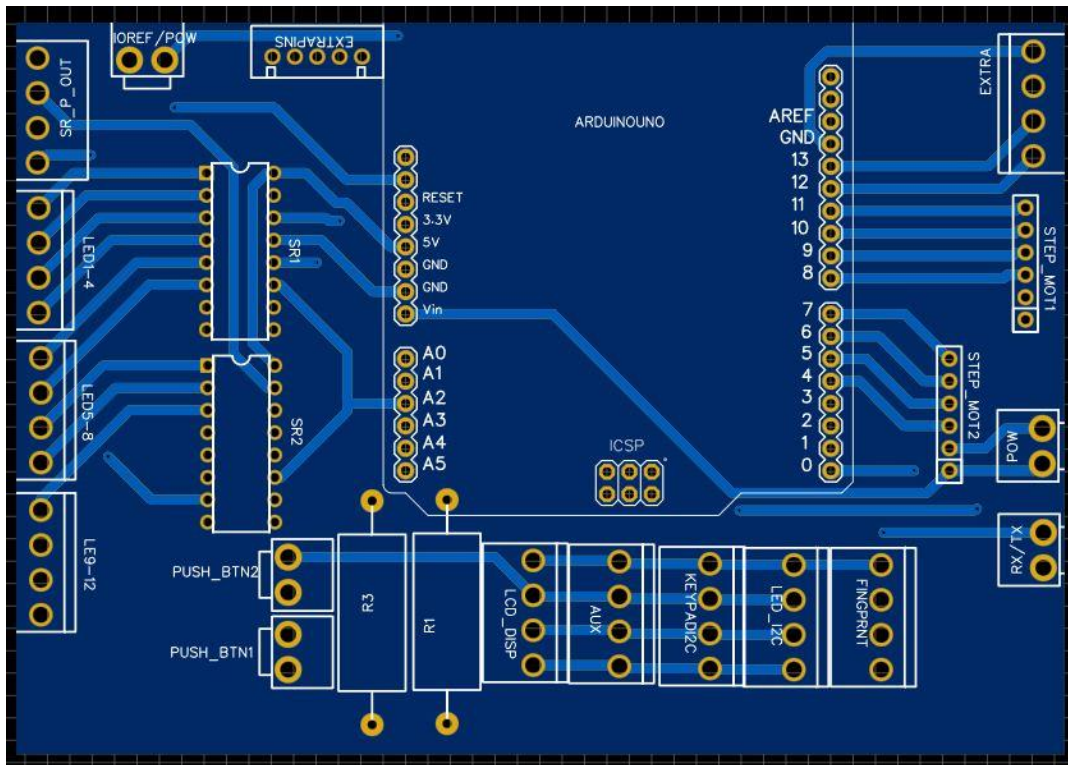 IOREF/POW
EXTRAPINS
SR_P_OUT
ARDUINOUNO
EXTRA
AREF
GND
13
12
11
10
9
8
7
6
5
4
3
2
1
0
RESET
3.3V
5V
GND
GND
Vin
A0
A1
A2
A3
A4
A5
SR1
SR2
LED1-4
LED5-8
LE9-12
STEP_MOT1
STEP_MOT2
POW
RX/TX
ICSP
PUSH_BTN2
PUSH_BTN1
R3
R1
LCD_DISP
AUX
KEYPADI2C
LED_I2C
FINGPRNT